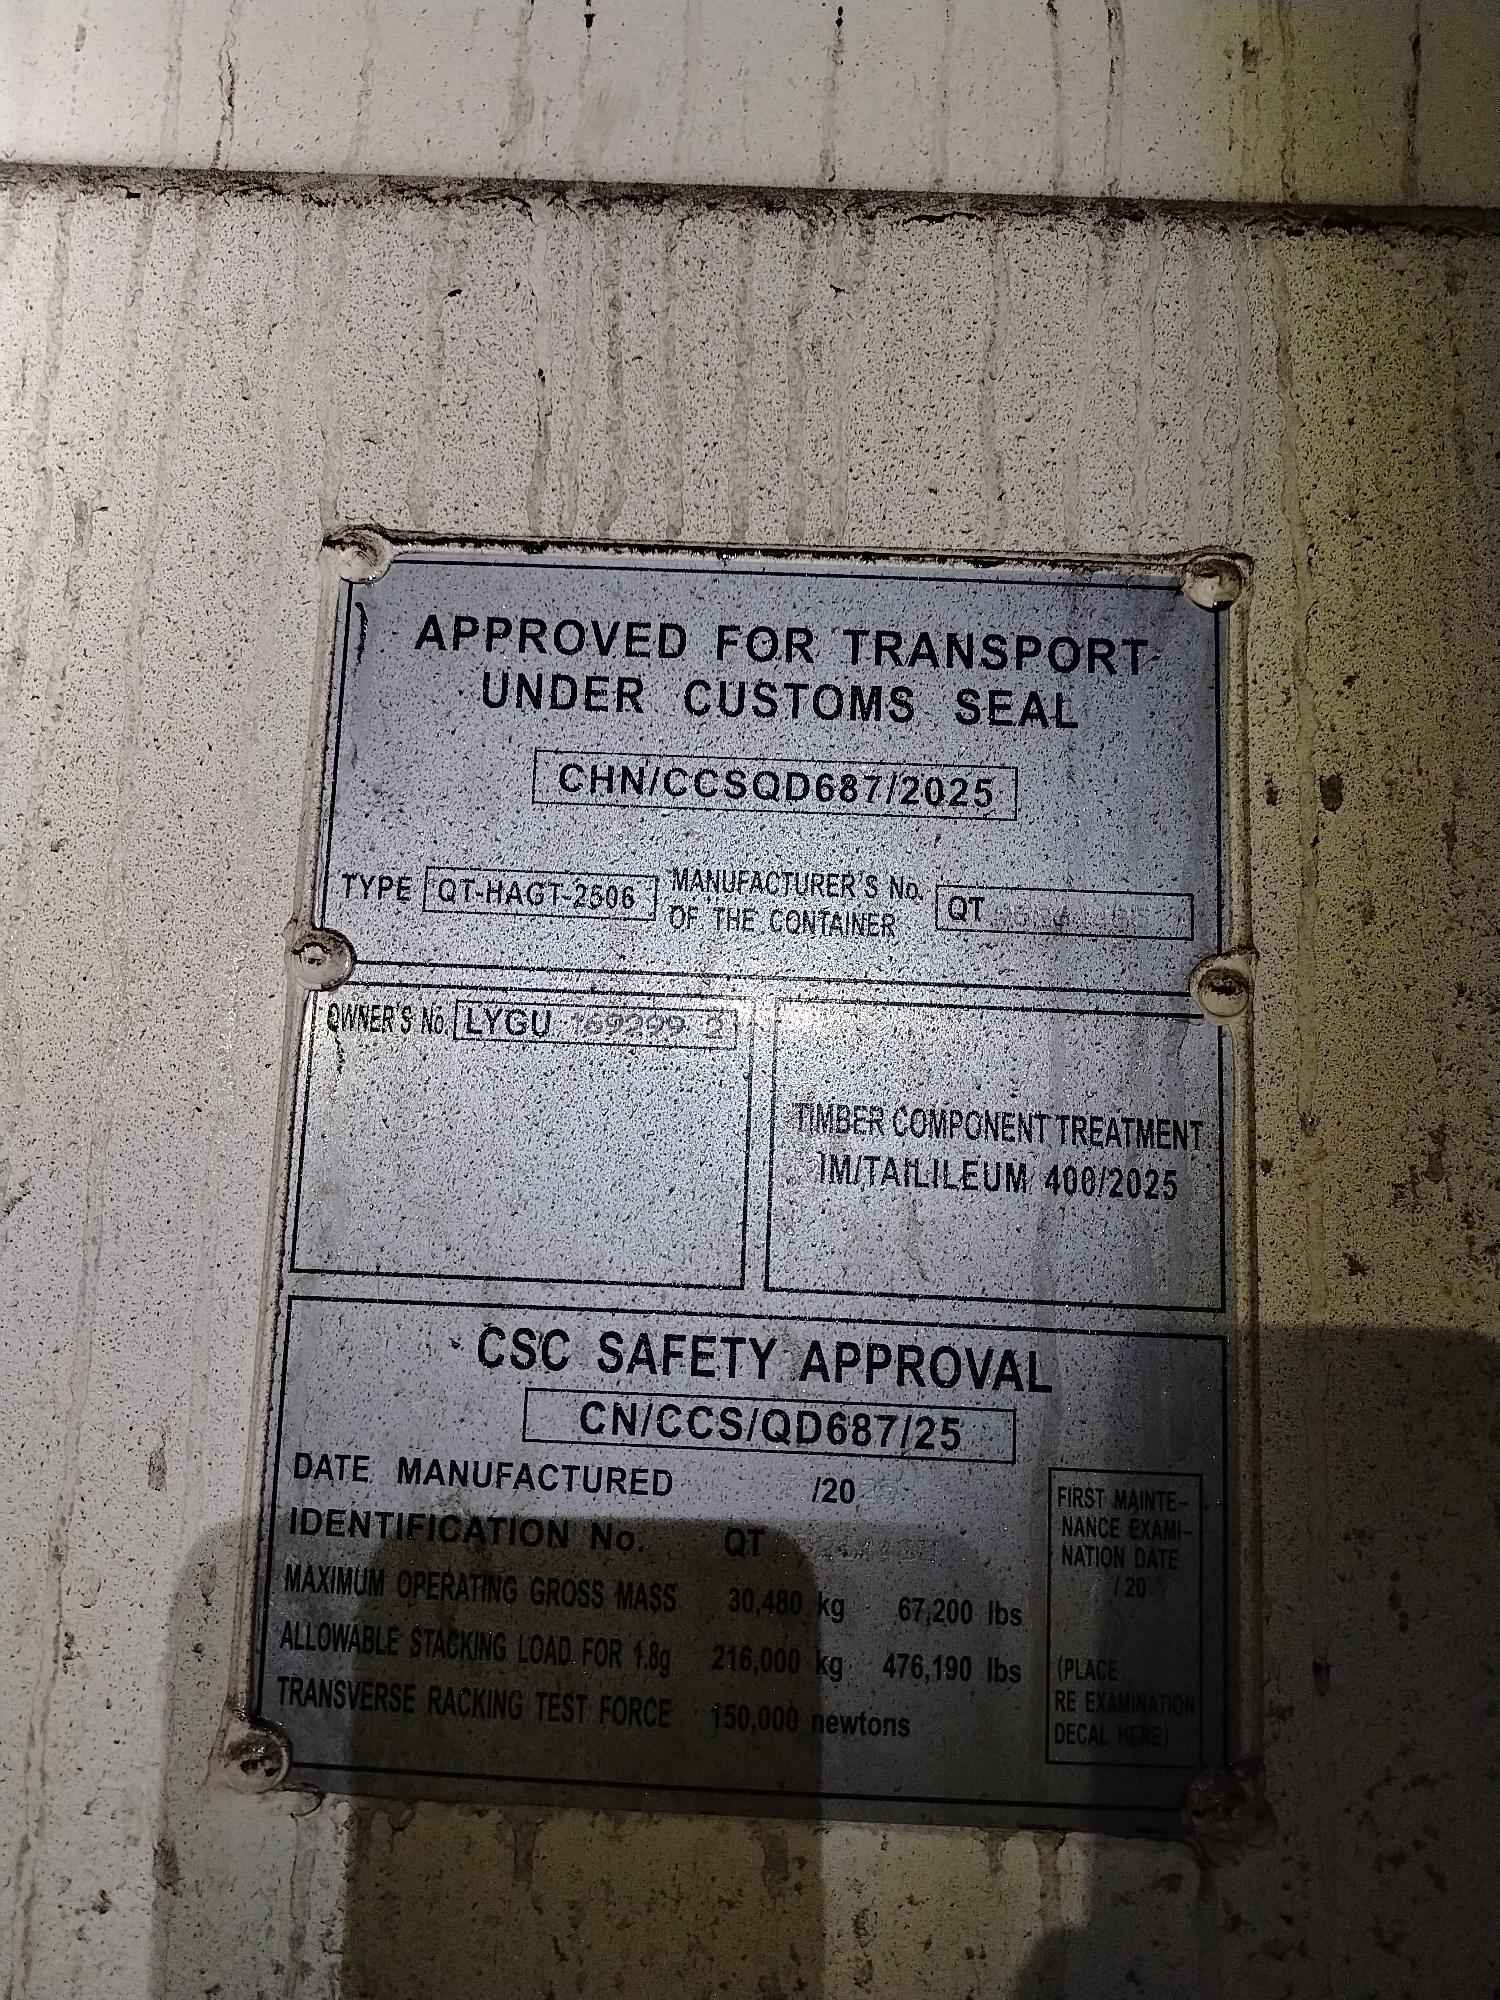 APPROVED FOR TRANSPORT
UNDER CUSTOMS SEAL
CHN/CCSQD687/2025
TYPE QT-HAGT-2506 MANUFACTURER'S No. OF THE CONTAINER QT
OWNER'S No. LYGU 169299 2
TIMBER COMPONENT TREATMENT
IM/TAILILEUM/ 400/2025
CSC SAFETY APPROVAL
CN/CCS/QD687/25
DATE MANUFACTURED /20
IDENTIFICATION No. QT
MAXIMUM OPERATING GROSS MASS 30,480 kg 67,200 lbs
ALLOWABLE STACKING LOAD FOR 1.8g 216,000 kg 476,190 lbs
TRANSVERSE RACKING TEST FORCE 150,000 newtons
FIRST MAINTE-
NANCE EXAMI-
NATION DATE
/ 20
(PLACE
RE EXAMINATION
DECAL HERE)